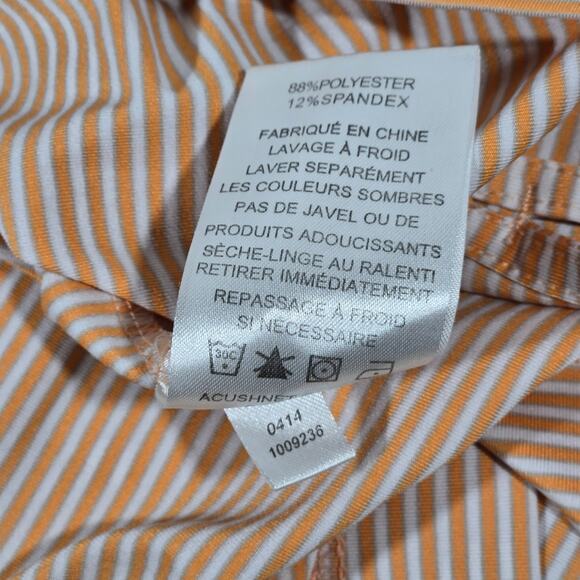 88%POLYESTER
12%SPANDEX
FABRIQUÉ EN CHINE
LAVAGE À FROID
LAVER SEPARÉMENT
LES COULEURS SOMBRES
PAS DE JAVEL OU DE
PRODUITS ADOUCISSANTS
SÈCHE-LINGE AU RALENTI
RETIRER IMMÉDIATEMENT
REPASSAGE À FROID
SI NÉCESSAIRE
30C
ACUSHNET
0414
1009236